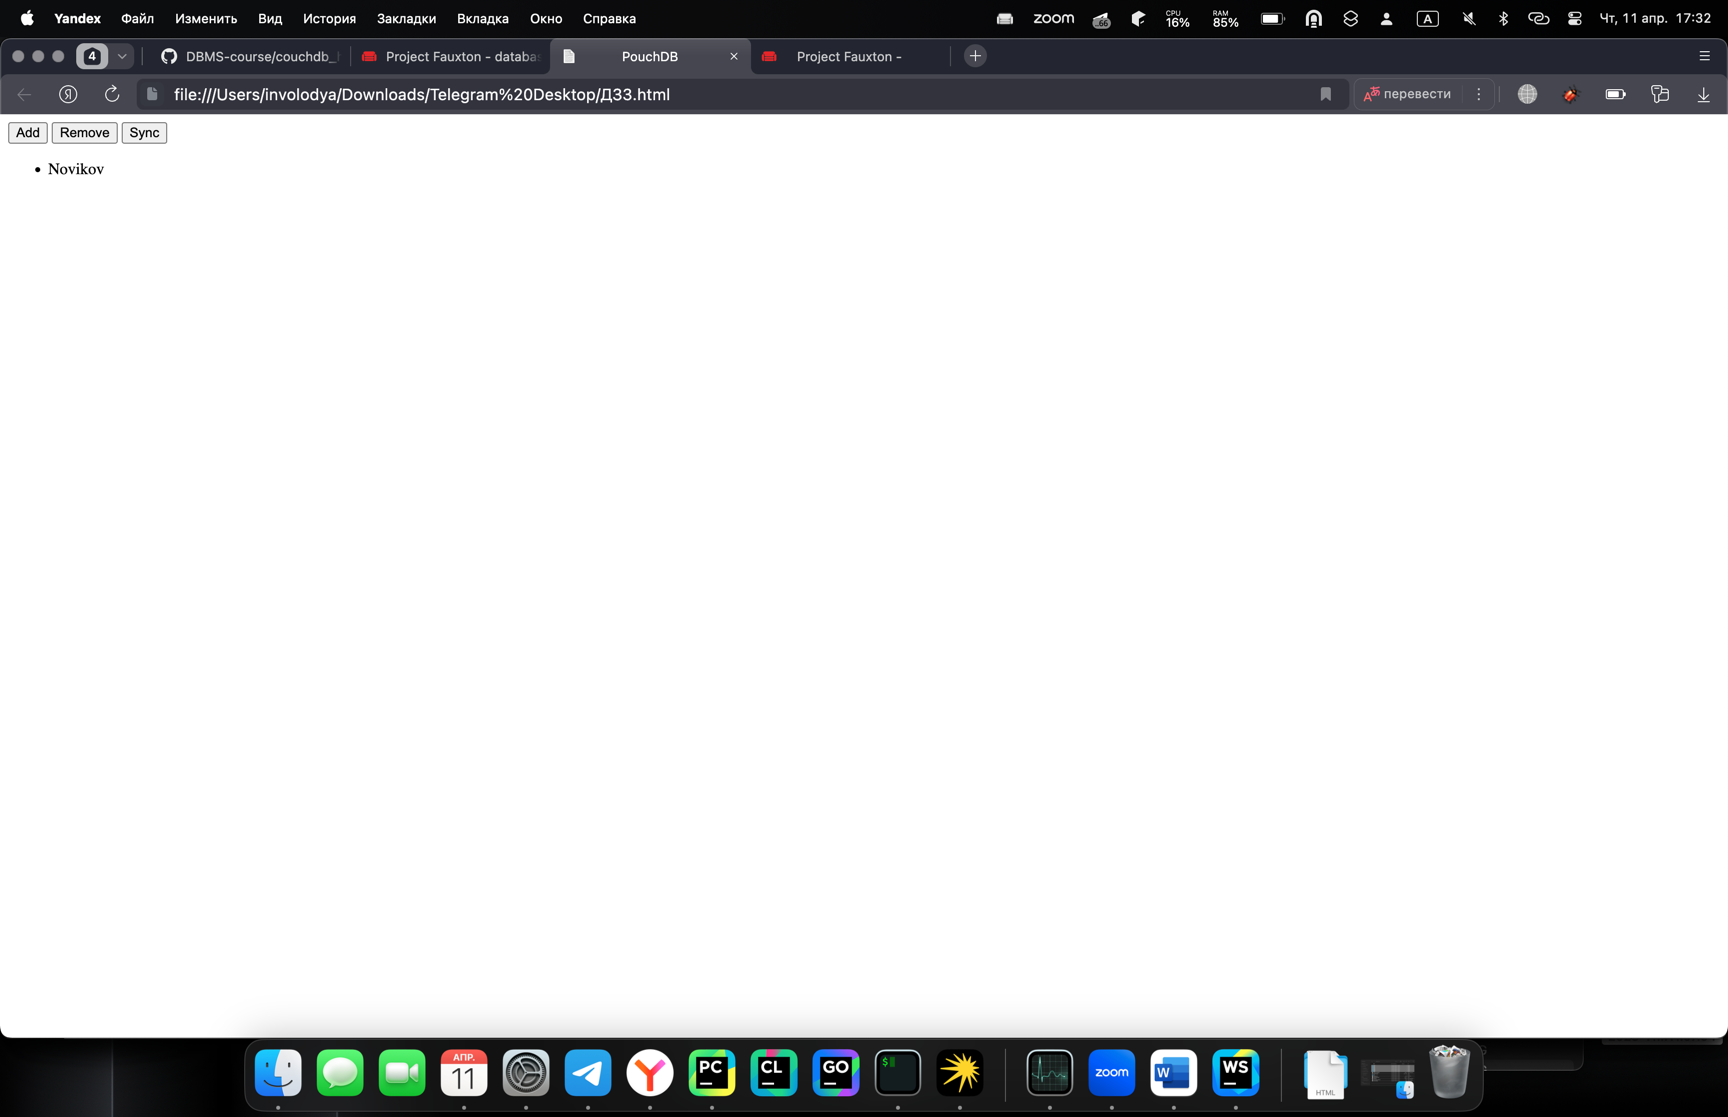 Yandex Файл Изменить Вид История Закладки Вкладка Окно Справка zoom .66 CPU 16% RAM 85% A Чт, 11 апр. 17:32
4 DBMS-course/couchdb_ Project Fauxton - databa PouchDB Project Fauxton -
Я file:///Users/involodya/Downloads/Telegram%20Desktop/ДЗ3.html перевести
Add Remove Sync
• Novikov
АПР.
11 PC CL GO $ zoom W WS HTML